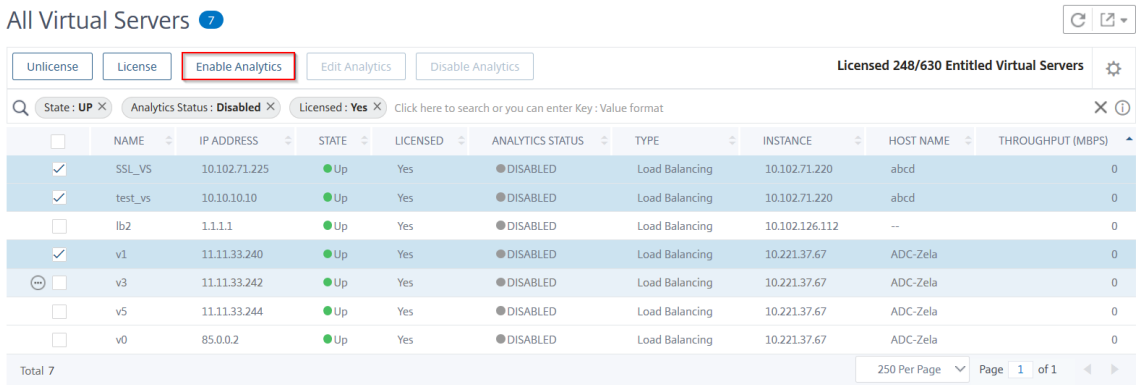 All Virtual Servers 7
Unlicense License Enable Analytics Edit Analytics Disable Analytics Licensed 248/630 Entitled Virtual Servers
State : UP × Analytics Status : Disabled × Licensed : Yes × Click here to search or you can enter Key : Value format
NAME IP ADDRESS STATE LICENSED ANALYTICS STATUS TYPE INSTANCE HOST NAME THROUGHPUT (MBPS)
SSL_VS 10.102.71.225 Up Yes DISABLED Load Balancing 10.102.71.220 abcd 0
test_vs 10.10.10.10 Up Yes DISABLED Load Balancing 10.102.71.220 abcd 0
lb2 1.1.1.1 Up Yes DISABLED Load Balancing 10.102.126.112 -- 0
v1 11.11.33.240 Up Yes DISABLED Load Balancing 10.221.37.67 ADC-Zela 0
v3 11.11.33.242 Up Yes DISABLED Load Balancing 10.221.37.67 ADC-Zela 0
v5 11.11.33.244 Up Yes DISABLED Load Balancing 10.221.37.67 ADC-Zela 0
v0 85.0.0.2 Up Yes DISABLED Load Balancing 10.221.37.67 ADC-Zela 0
Total 7 250 Per Page Page 1 of 1